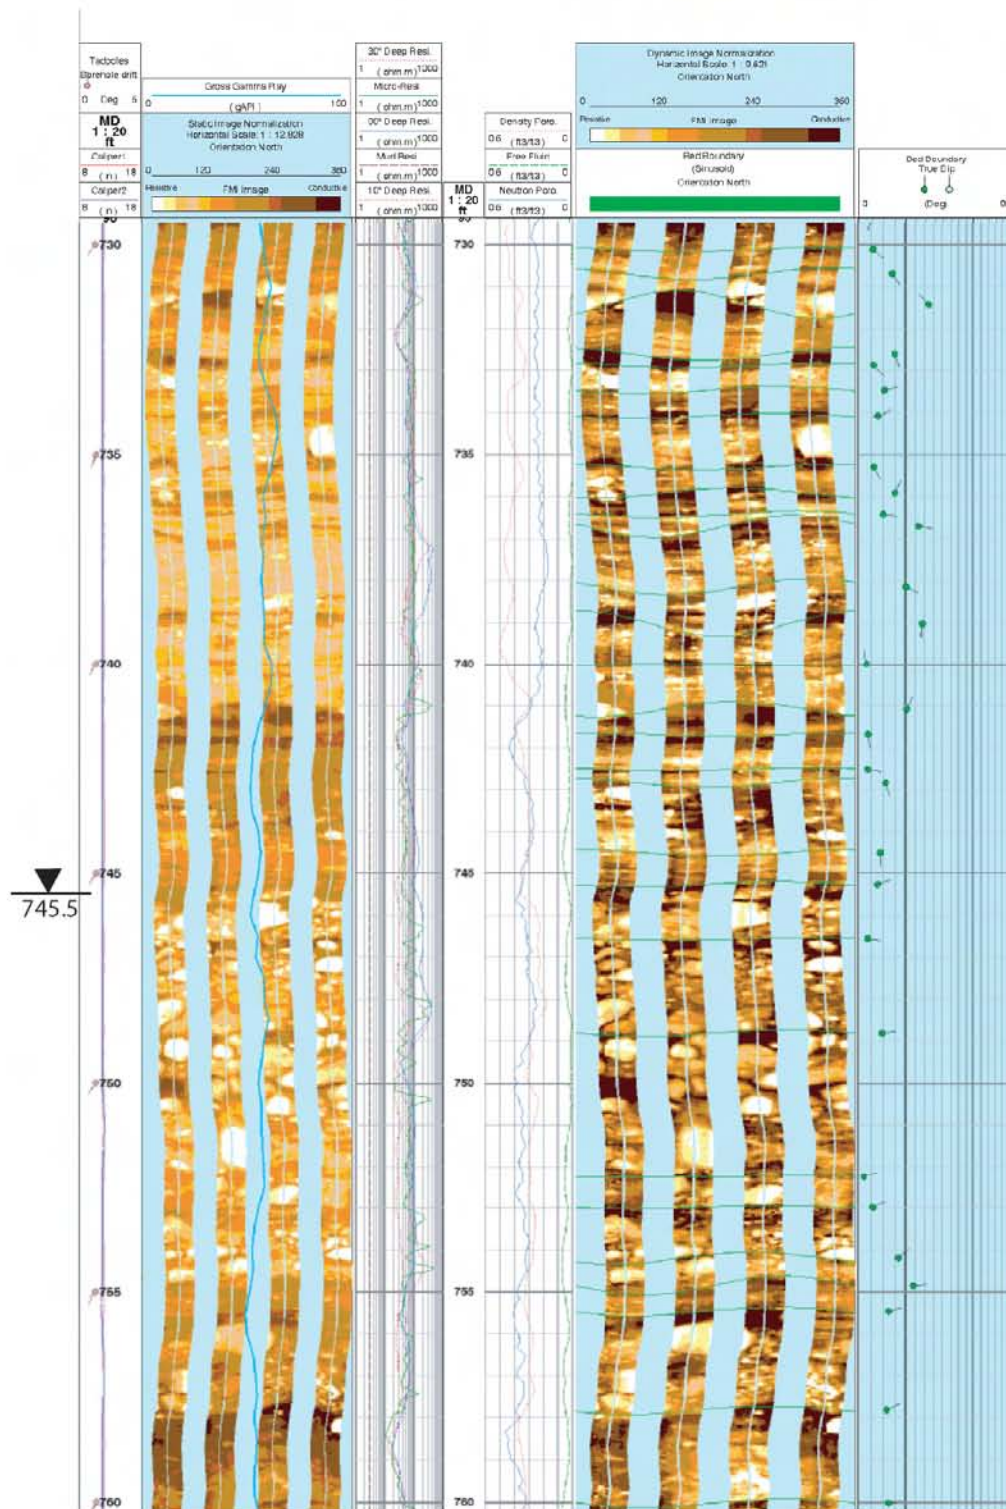 Tadpoles
Borehole drift
0 Deg 5
MD
1 : 20
ft
Caliper1
8 ( in ) 18
Caliper2
8 ( in ) 18
Gross Gamma Ray
0 ( gAPI ) 100
Static Image Normalization
Horizontal Scale: 1 : 12.828
Orientation North
0 120 240 360
Resistive FMI Image Conductive
30" Deep Resi.
1 ( ohm.m ) 1000
Micro-Resi
1 ( ohm.m ) 1000
Deep Resi.
1 ( ohm.m ) 1000
Mud Resi
1 ( ohm.m ) 1000
10" Deep Resi.
1 ( ohm.m ) 1000
MD
1 : 20
ft
Density Poro.
0.6 ( ft3/ft3 ) 0
Free Fluid
0.6 ( ft3/ft3 ) 0
Neutron Poro.
0.6 ( ft3/ft3 ) 0
Dynamic Image Normalization
Horizontal Scale: 1 : 9.621
Orientation North
0 120 240 360
Resistive FMI Image Conductive
Bed Boundary
(Sinusoid)
Orientation North
Bed Boundary
True Dip
(Deg)
730 730
735 735
740 740
745 745
745.5
750 750
755 755
760 760